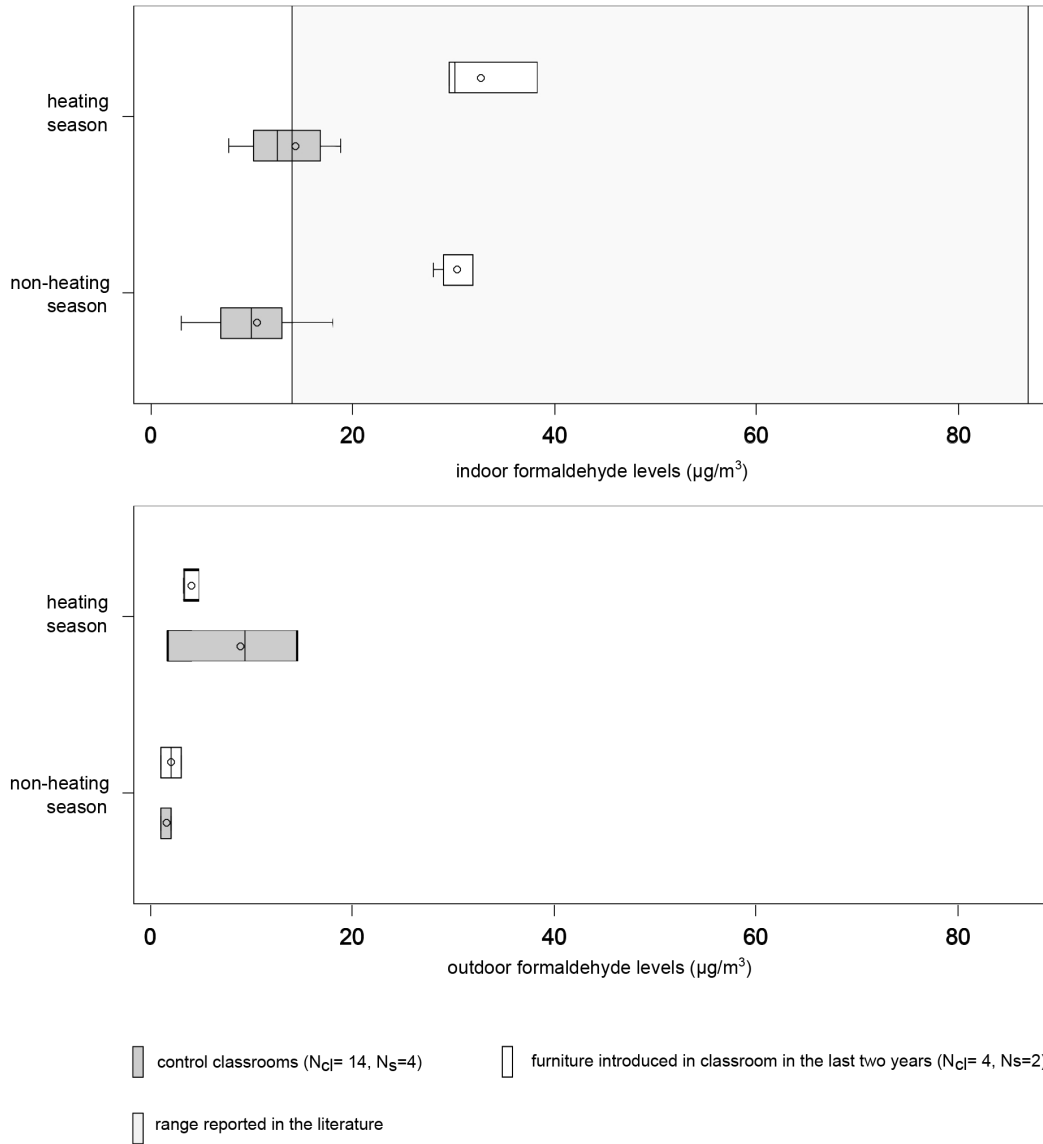 heating
season
non-heating
season
0 20 40 60 80
indoor formaldehyde levels (µg/m³)
heating
season
non-heating
season
0 20 40 60 80
outdoor formaldehyde levels (µg/m³)
control classrooms (NCl= 14, NS=4)
furniture introduced in classroom in the last two years (NCl= 4, Ns=2)
range reported in the literature